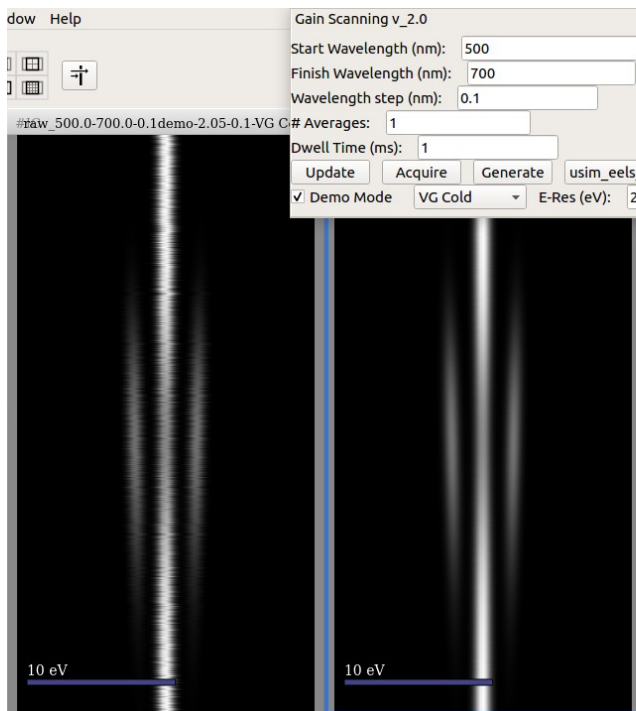 dow Help
Gain Scanning v_2.0
Start Wavelength (nm): 500
Finish Wavelength (nm): 700
Wavelength step (nm): 0.1
# Averages: 1
Dwell Time (ms): 1
Update Acquire Generate usim_eels_
✓ Demo Mode VG Cold E-Res (eV): 2
raw_500.0-700.0-0.1demo-2.05-0.1-VG C
10 eV
10 eV